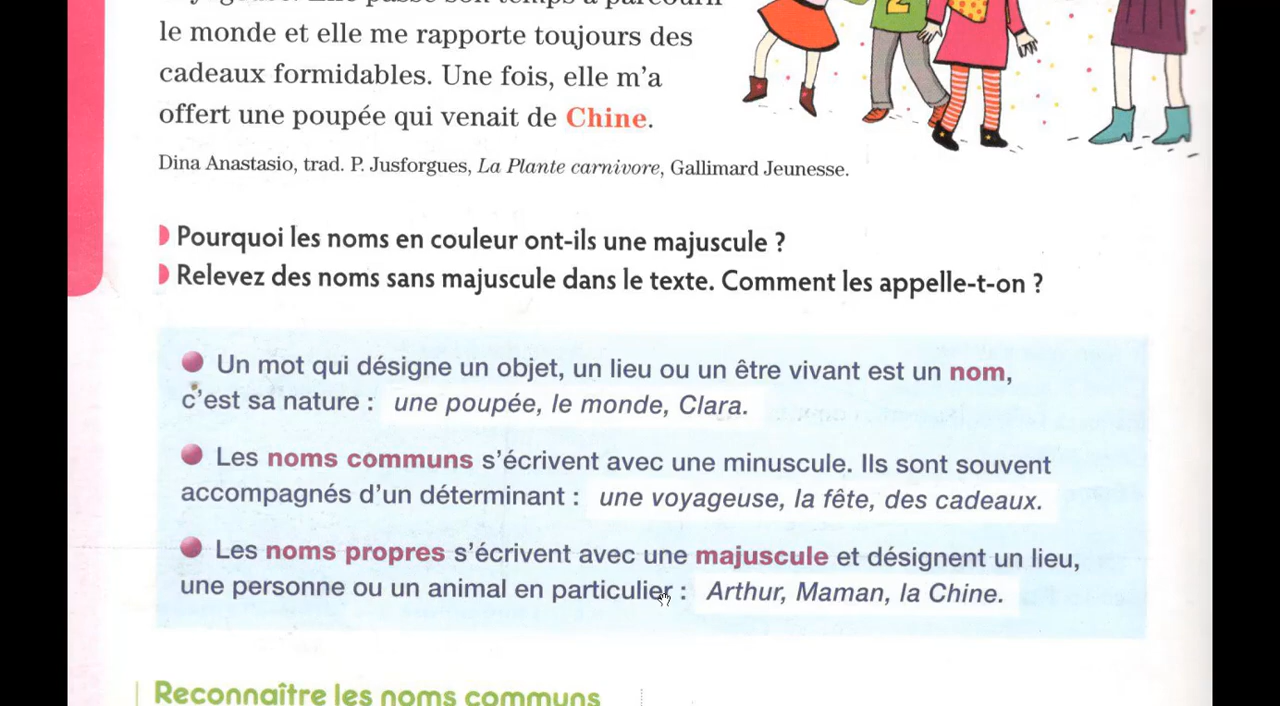 le monde et elle me rapporte toujours des
cadeaux formidables. Une fois, elle m'a
offert une poupée qui venait de Chine.
Dina Anastasio, trad. P. Jusforgues, La Plante carnivore, Gallimard Jeunesse.
Pourquoi les noms en couleur ont-ils une majuscule ?
Relevez des noms sans majuscule dans le texte. Comment les appelle-t-on ?
Un mot qui désigne un objet, un lieu ou un être vivant est un nom,
c'est sa nature : une poupée, le monde, Clara.
Les noms communs s'écrivent avec une minuscule. Ils sont souvent
accompagnés d'un déterminant : une voyageuse, la fête, des cadeaux.
Les noms propres s'écrivent avec une majuscule et désignent un lieu,
une personne ou un animal en particulier : Arthur, Maman, la Chine.
Reconnaître les noms communs